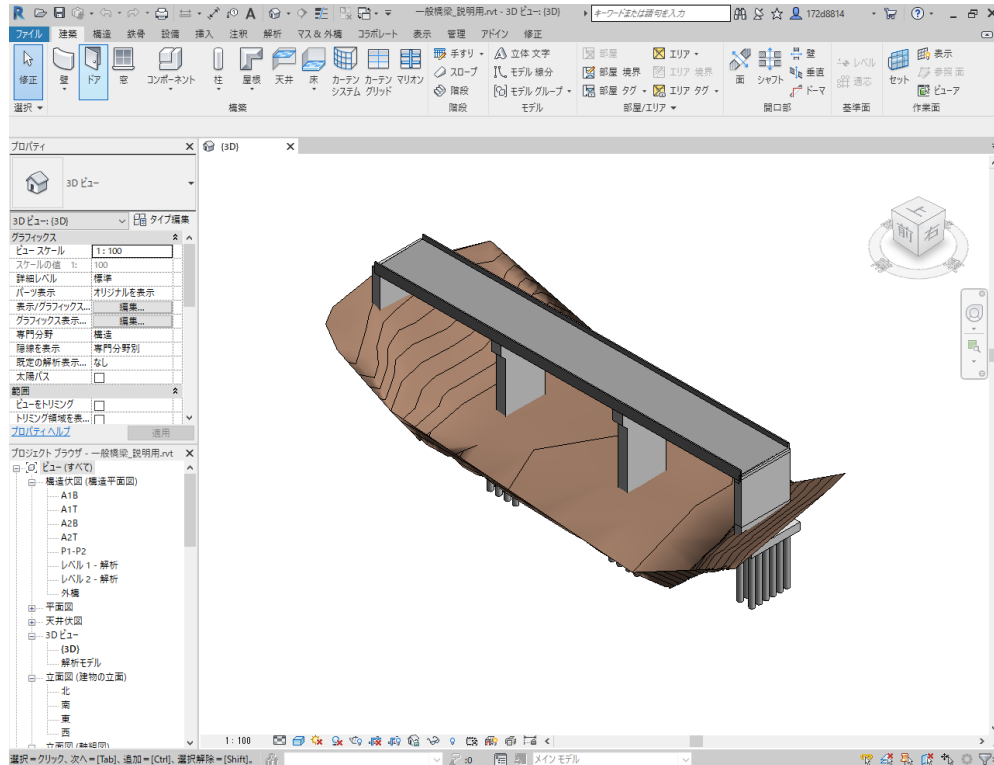 一般橋梁_説明用.rvt - 3D ビュー: {3D}
キーワードまたは語句を入力
172d8814
ファイル 建築 構造 鉄骨 設備 挿入 注釈 解析 マス & 外構 コラボレート 表示 管理 アドイン 修正
修正 壁 ドア 窓 コンポーネント 柱 屋根 天井 床 カーテン システム カーテン グリッド マリオン
手すり スロープ 階段
立体 文字 モデル 線分 モデル グループ
部屋 部屋 境界 部屋 タグ エリア エリア 境界 エリア タグ
面 シャフト 壁 垂直 ドーマ
レベル 通芯
セット 表示 参照 面 ビューア
選択 構築 階段 モデル 部屋/エリア 開口部 基準面 作業面
プロパティ
{3D}
3D ビュー
3D ビュー: {3D} タイプ編集
グラフィックス
ビュー スケール 1 : 100
スケールの値 1: 100
詳細レベル 標準
パーツ表示 オリジナルを表示
表示/グラフィックス... 編集...
グラフィックス表示... 編集...
専門分野 構造
隠線を表示 専門分野別
既定の解析表示... なし
太陽パス
範囲
ビューをトリミング
トリミング領域を表...
プロパティ ヘルプ 適用
プロジェクト ブラウザ - 一般橋梁_説明用.rvt
ビュー (すべて)
構造伏図 (構造平面図)
A1B
A1T
A2B
A2T
P1-P2
レベル 1 - 解析
レベル 2 - 解析
外構
平面図
天井伏図
3D ビュー
{3D}
解析モデル
立面図 (建物の立面)
北
南
東
西
立面図 (軸組図)
上
前
右
1 : 100
選択 = クリック、次へ = [Tab]、追加 = [Ctrl]、選択解除 = [Shift]。
:0
メイン モデル